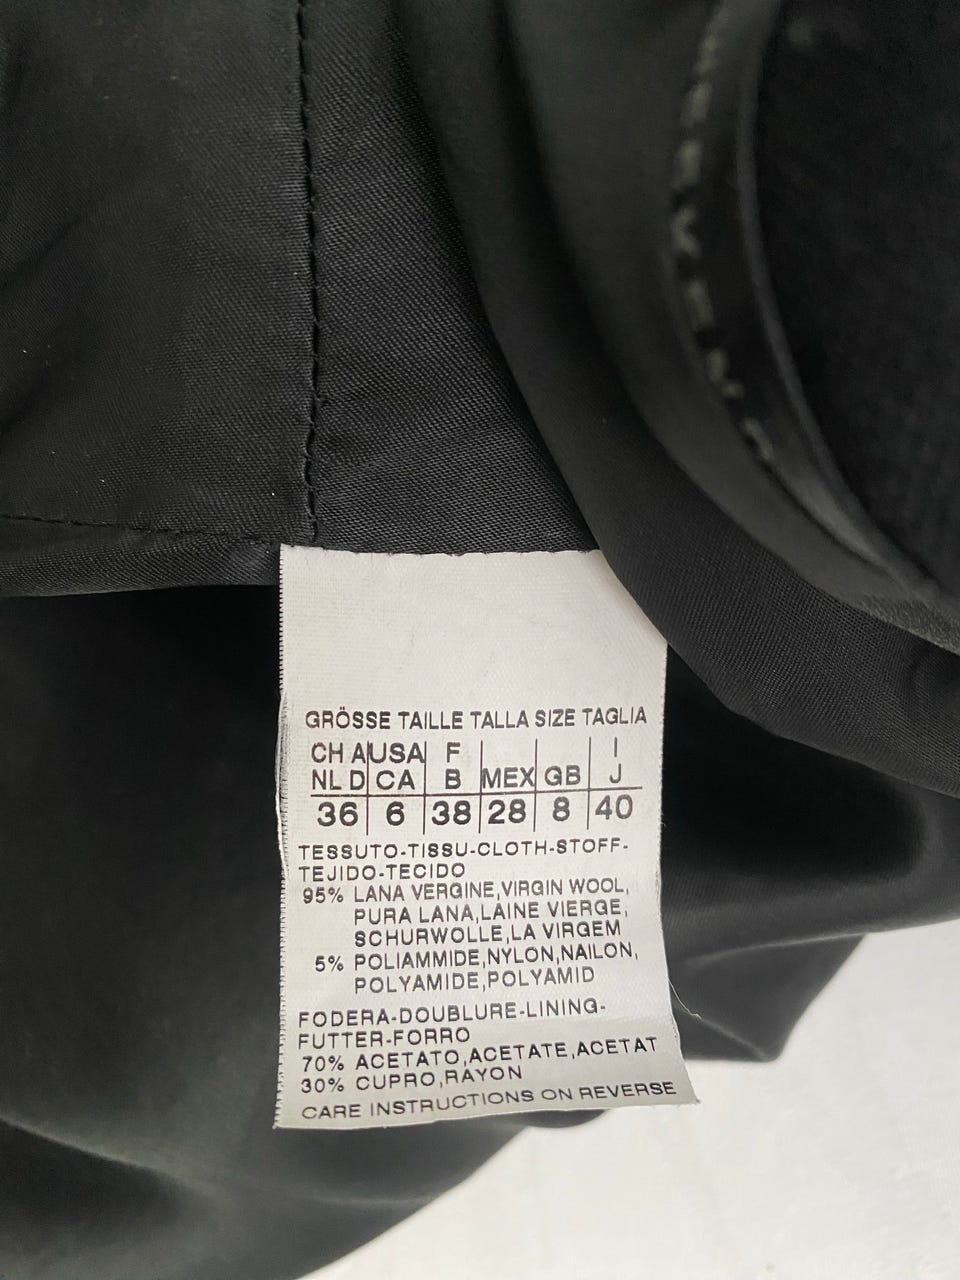 GRÖSSE TAILLE TALLA SIZE TAGLIA
CH A USA F I
NL D CA B MEX GB J
36 6 38 28 8 40
TESSUTO-TISSU-CLOTH-STOFF-
TEJIDO-TECIDO
95% LANA VERGINE,VIRGIN WOOL,
PURA LANA,LAINE VIERGE,
SCHURWOLLE,LA VIRGEM
5% POLIAMMIDE,NYLON,NAILON,
POLYAMIDE,POLYAMID
FODERA-DOUBLURE-LINING-
FUTTER-FORRO
70% ACETATO,ACETATE,ACETAT
30% CUPRO,RAYON
CARE INSTRUCTIONS ON REVERSE